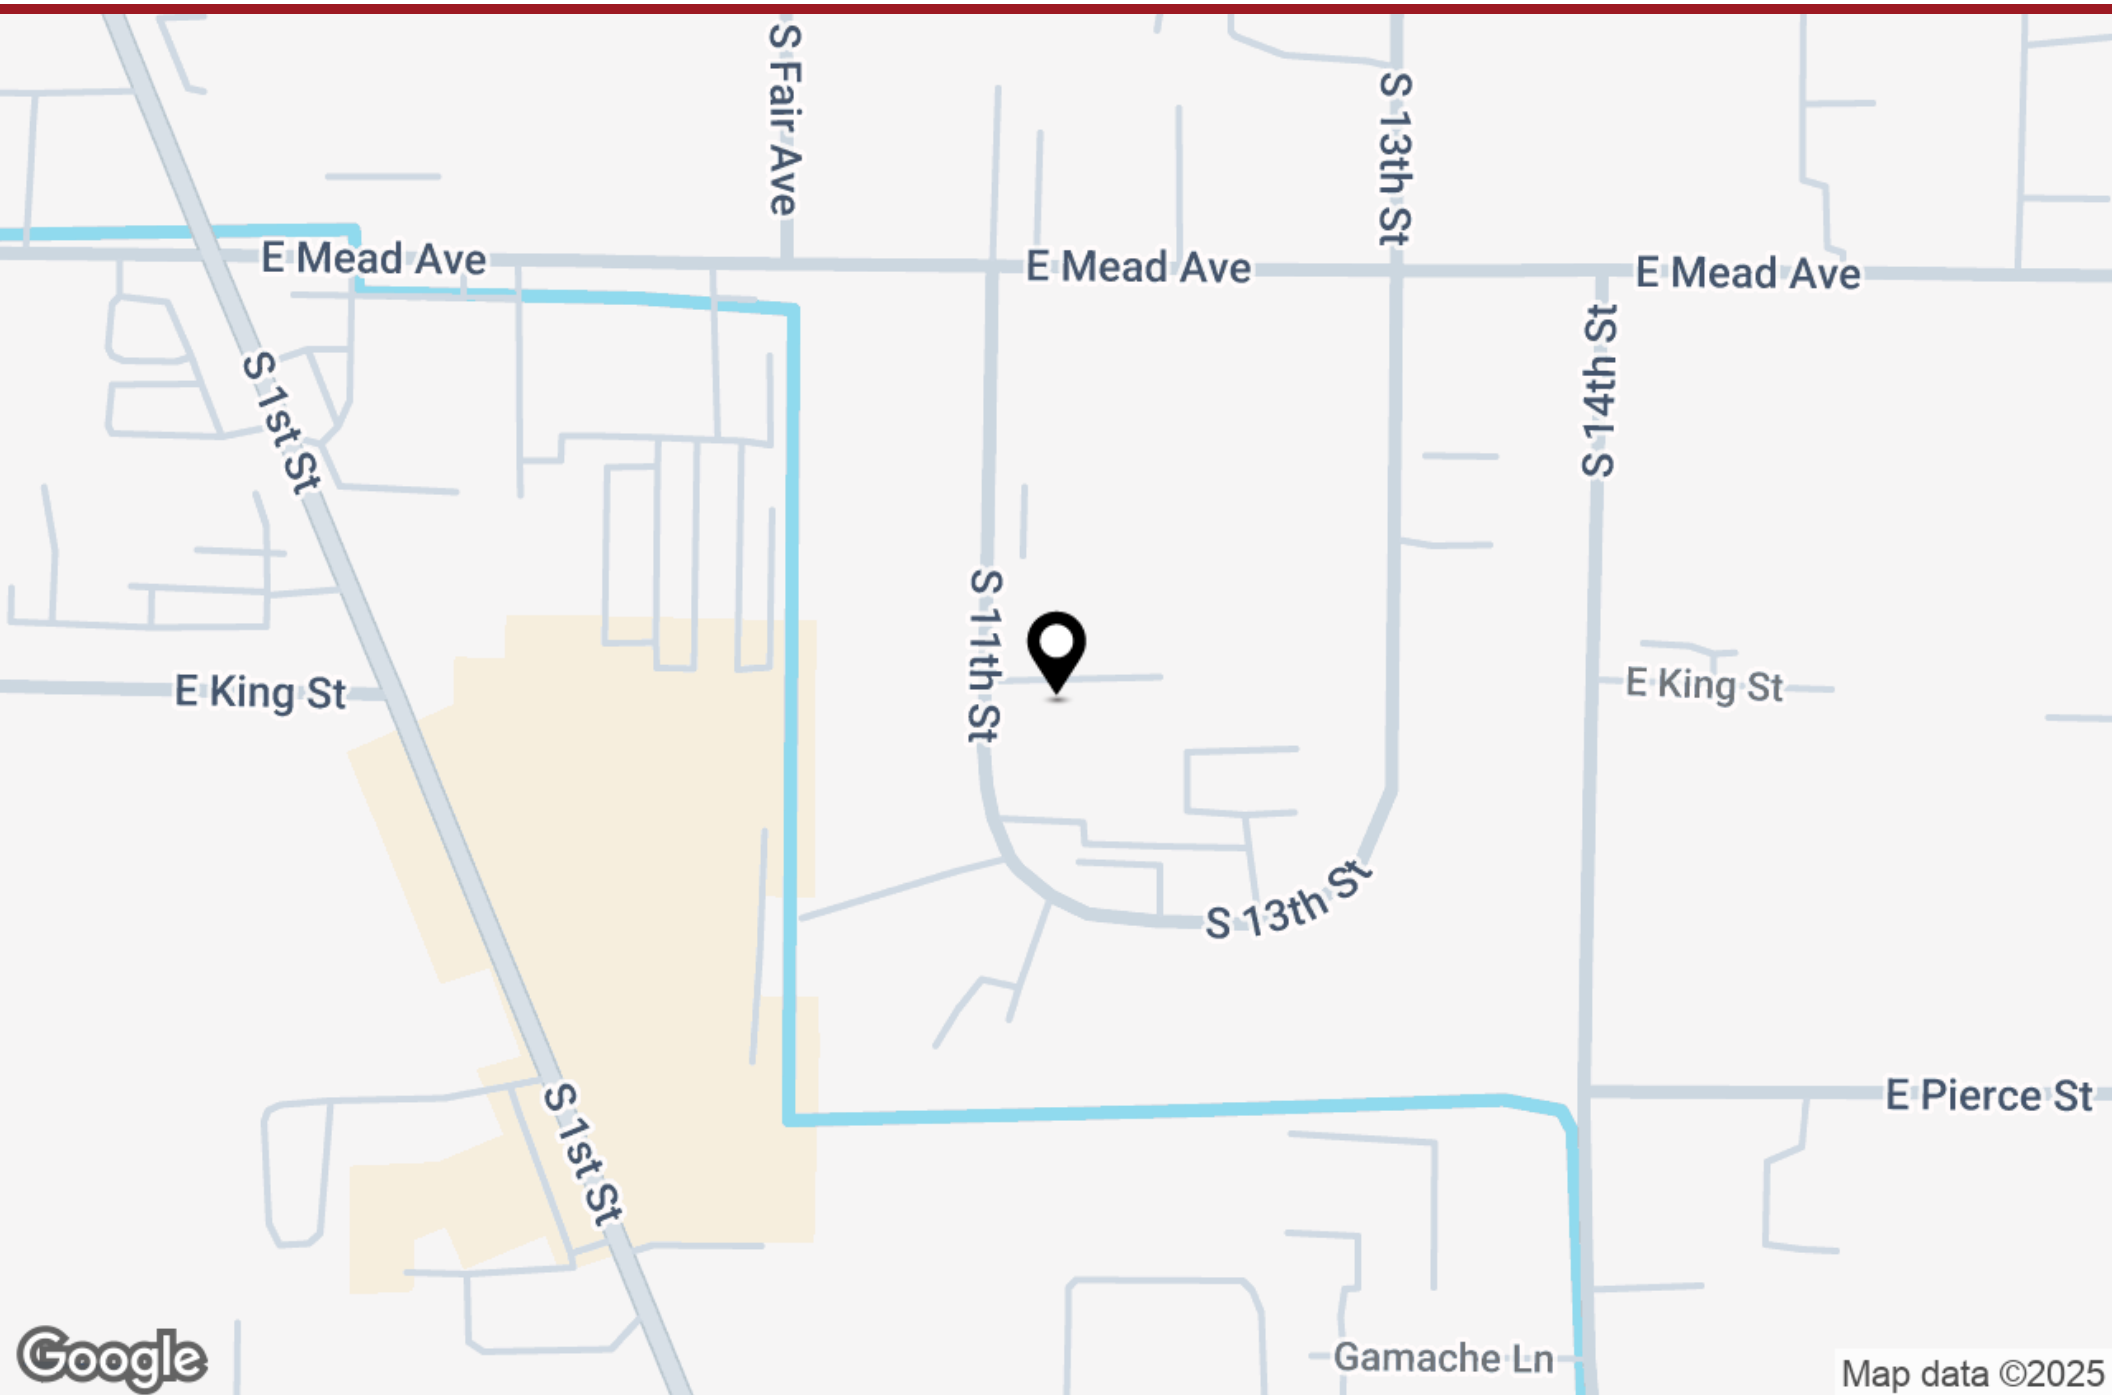 S Fair Ave
S 13th St
E Mead Ave
E Mead Ave
E Mead Ave
S 14th St
S 1st St
S 11th St
E King St
E King St
S 13th St
E Pierce St
S 1st St
Gamache Ln
Google
Map data ©2025